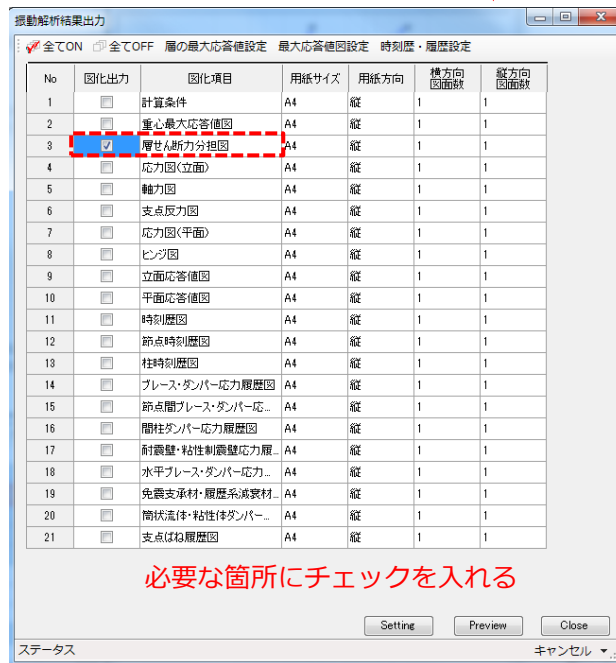 振動解析結果出力
全てON 全てOFF 層の最大応答値設定 最大応答値図設定 時刻歴・履歴設定
No 図化出力 図化項目 用紙サイズ 用紙方向 横方向図面数 縦方向図面数
1 計算条件 A4 縦 1 1
2 重心最大応答値図 A4 縦 1 1
3 層せん断力分担図 A4 縦 1 1
4 応力図(立面) A4 縦 1 1
5 軸力図 A4 縦 1 1
6 支点反力図 A4 縦 1 1
7 応力図(平面) A4 縦 1 1
8 ヒンジ図 A4 縦 1 1
9 立面応答値図 A4 縦 1 1
10 平面応答値図 A4 縦 1 1
11 時刻歴図 A4 縦 1 1
12 節点時刻歴図 A4 縦 1 1
13 柱時刻歴図 A4 縦 1 1
14 ブレース・ダンパー応力履歴図 A4 縦 1 1
15 節点間ブレース・ダンパー応... A4 縦 1 1
16 間柱ダンパー応力履歴図 A4 縦 1 1
17 耐震壁・粘性制震壁応力履... A4 縦 1 1
18 水平ブレース・ダンパー応力... A4 縦 1 1
19 免震支承材・履歴系減衰材... A4 縦 1 1
20 筒状流体・粘性体ダンパー... A4 縦 1 1
21 支点ばね履歴図 A4 縦 1 1
必要な箇所にチェックを入れる
Setting Preview Close
ステータス キャンセル